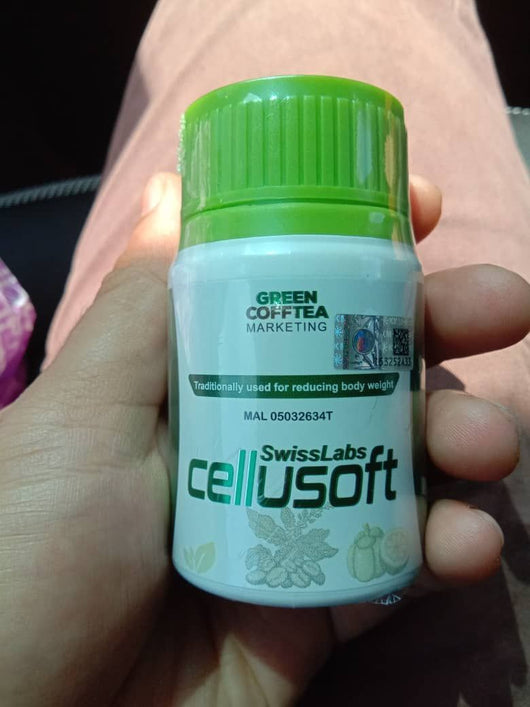 GREEN
COFFTEA
MARKETING
Traditionally used for reducing body weight
MAL 05032634T
SwissLabs
cellusoft